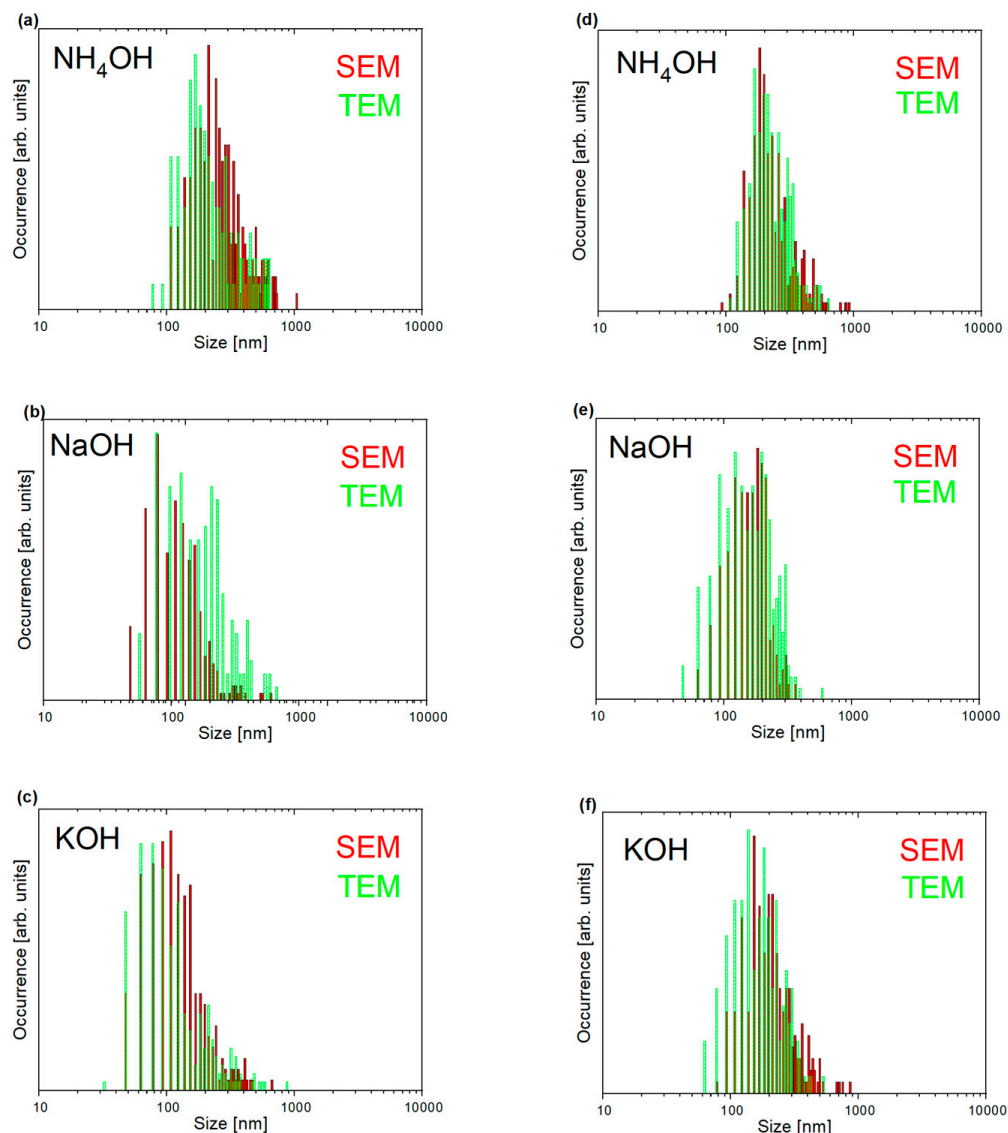 (a)
NH₄OH
SEM
TEM
Occurrence [arb. units]
10 100 1000 10000
Size [nm]
(d)
NH₄OH
SEM
TEM
Occurrence [arb. units]
10 100 1000 10000
Size [nm]
(b)
NaOH
SEM
TEM
Occurrence [arb. units]
10 100 1000 10000
Size [nm]
(e)
NaOH
SEM
TEM
Occurrence [arb. units]
10 100 1000 10000
Size [nm]
(c)
KOH
SEM
TEM
Occurrence [arb. units]
10 100 1000 10000
Size [nm]
(f)
KOH
SEM
TEM
Occurrence [arb. units]
10 100 1000 10000
Size [nm]